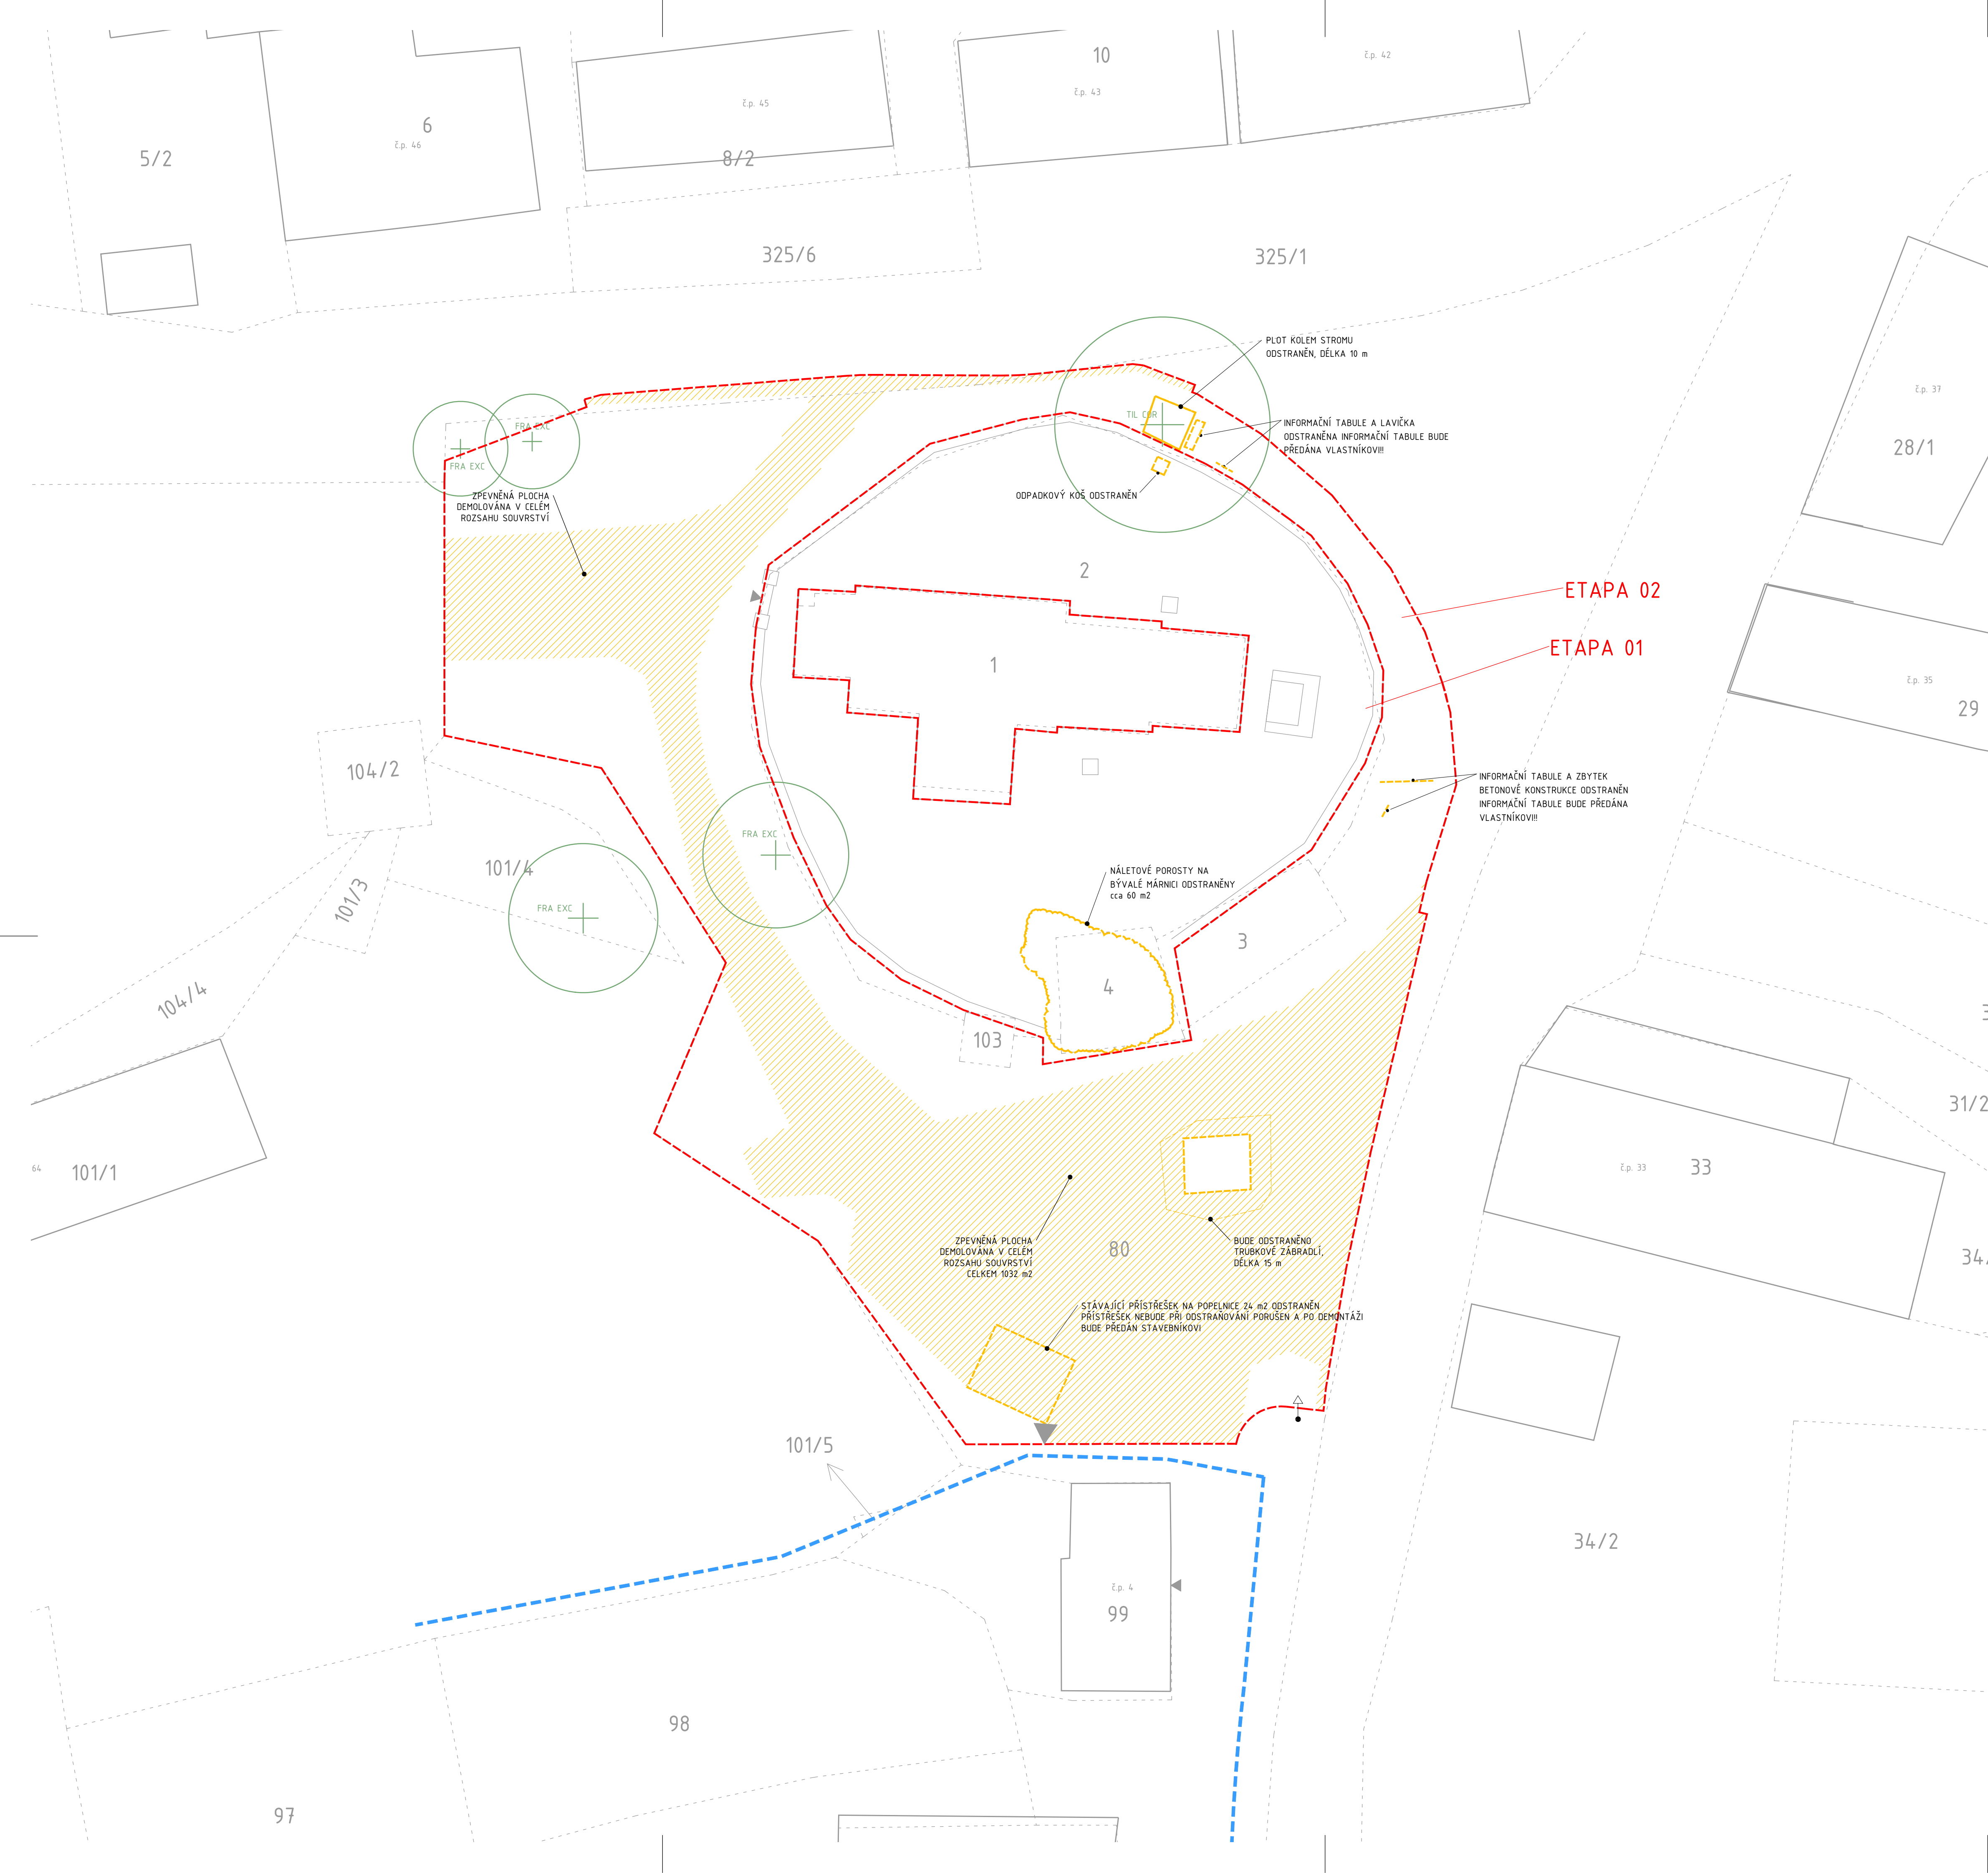 10
č.p. 42
č.p. 43
č.p. 45
6
č.p. 46
5/2
8/2
325/6
325/1
PLOT KOLEM STROMU
ODSTRANĚN, DÉLKA 10 m
č.p. 37
TIL COR
INFORMAČNÍ TABULE A LAVIČKA
ODSTRANĚNA INFORMAČNÍ TABULE BUDE
PŘEDÁNA VLASTNÍKOVI!!
FRA EXC
FRA EXC
28/1
ODPADKOVÝ KOŠ ODSTRANĚN
ZPEVNĚNÁ PLOCHA
DEMOLOVÁNA V CELÉM
ROZSAHU SOUVRSTVÍ
2
ETAPA 02
ETAPA 01
1
č.p. 35
29
104/2
INFORMAČNÍ TABULE A ZBYTEK
BETONOVÉ KONSTRUKCE ODSTRANĚN
INFORMAČNÍ TABULE BUDE PŘEDÁNA
VLASTNÍKOVI!!
FRA EXC
101/4
NÁLETOVÉ POROSTY NA
BÝVALÉ MÁRNICI ODSTRANĚNY
cca 60 m2
101/3
FRA EXC
3
4
104/4
103
31/2
64
101/1
č.p. 33
33
ZPEVNĚNÁ PLOCHA
DEMOLOVÁNA V CELÉM
ROZSAHU SOUVRSTVÍ
CELKEM 1032 m2
80
BUDE ODSTRANĚNO
TRUBKOVÉ ZÁBRADLÍ,
DÉLKA 15 m
34/
STÁVAJÍCÍ PŘÍSTŘEŠEK NA POPELNICE 24 m2 ODSTRANĚN
PŘÍSTŘEŠEK NEBUDE PŘI ODSTRAŇOVÁNÍ PORUŠEN A PO DEMONTÁŽI
BUDE PŘEDÁN STAVEBNÍKOVI
101/5
34/2
č.p. 4
99
98
97